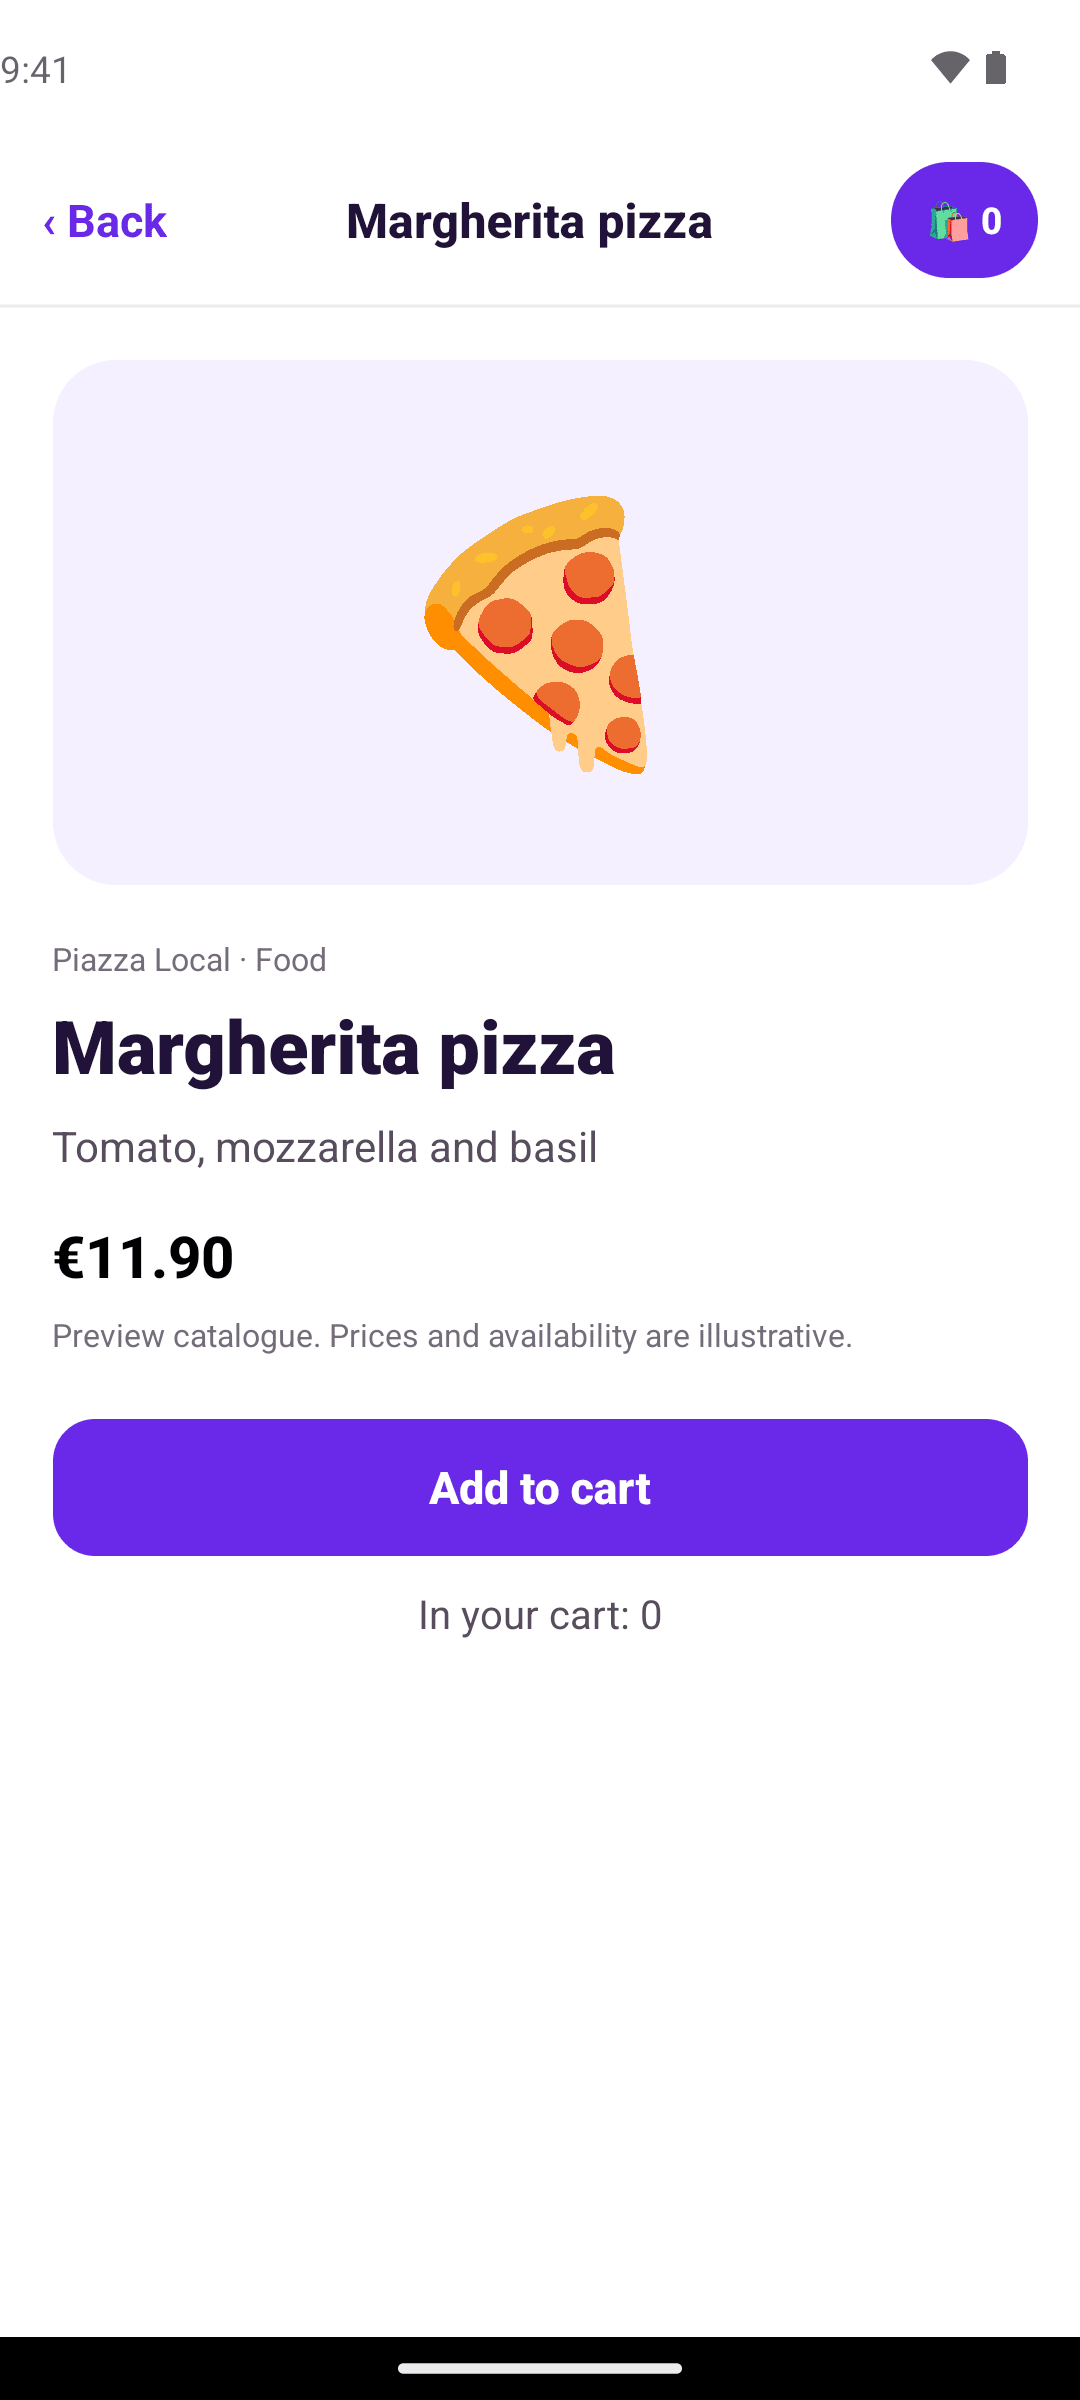 9:41
‹ Back
Margherita pizza
0
Piazza Local · Food
Margherita pizza
Tomato, mozzarella and basil
€11.90
Preview catalogue. Prices and availability are illustrative.
Add to cart
In your cart: 0